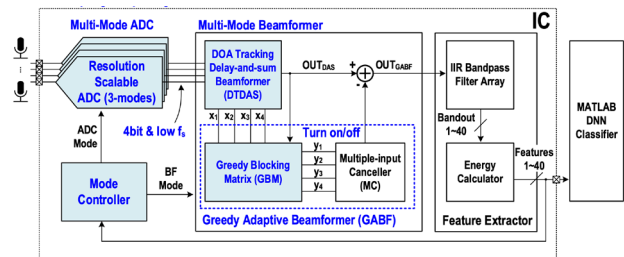 Multi-Mode ADC
Multi-Mode Beamformer
IC
Resolution
Scalable
ADC (3-modes)
4bit & low fs
DOA Tracking
Delay-and-sum
Beamformer
(DTDAS)
OUTDAS
+
-
OUTGABF
x1 x2 x3 x4
Turn on/off
Greedy Blocking
Matrix (GBM)
y1
y2
y3
y4
Multiple-input
Canceller
(MC)
Greedy Adaptive Beamformer (GABF)
ADC
Mode
Mode
Controller
BF
Mode
IIR Bandpass
Filter Array
Bandout
1~40
Energy
Calculator
Features
1~40
Feature Extractor
MATLAB
DNN
Classifier